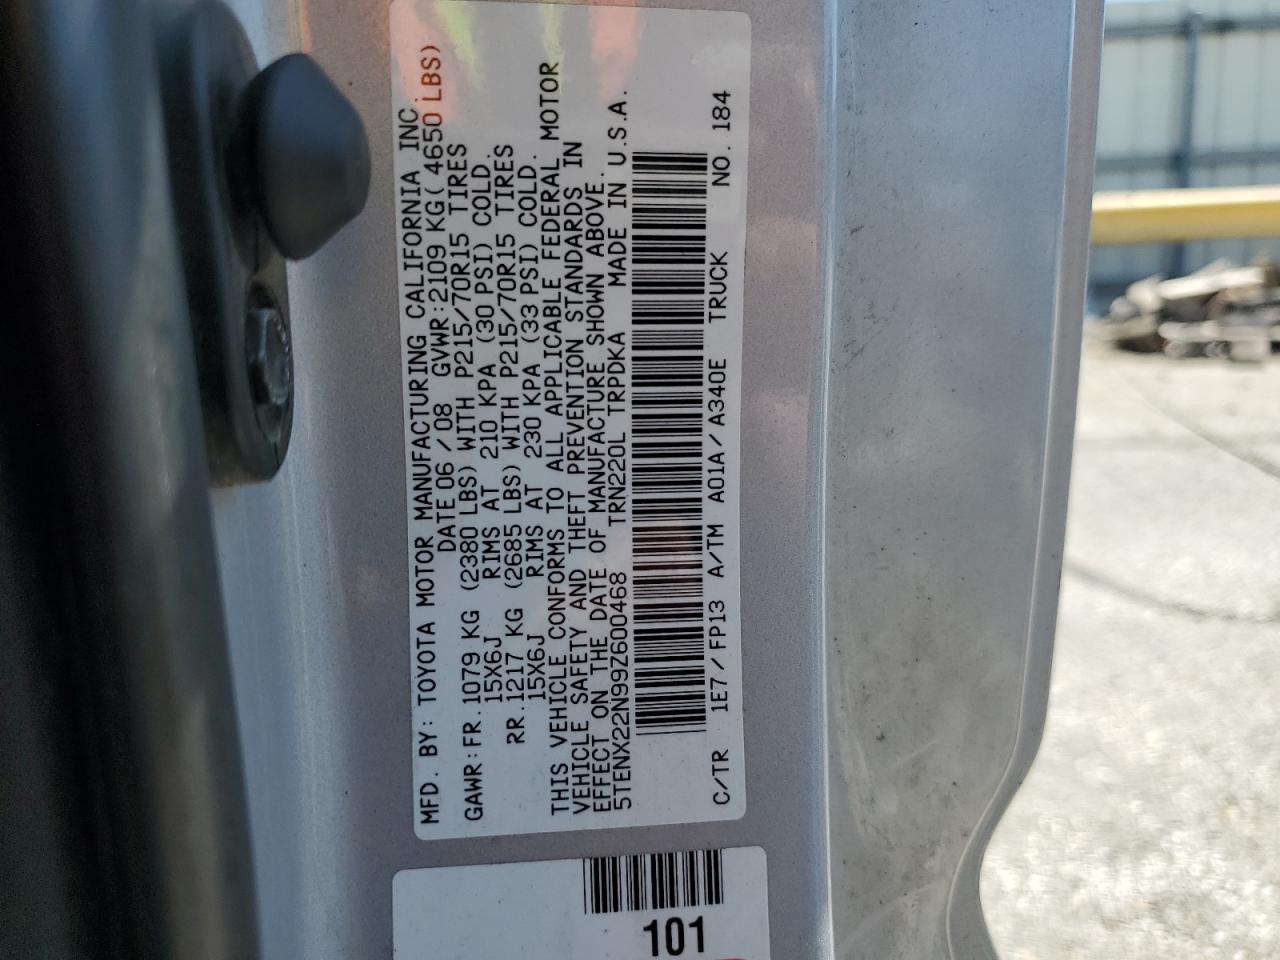 MFD. BY: TOYOTA MOTOR MANUFACTURING CALIFORNIA INC.
DATE 06/08 GVWR:2109 KG( 4650 LBS)
GAWR:FR.1079 KG (2380 LBS) WITH P215/70R15 TIRES
15X6J RIMS AT 210 KPA (30 PSI) COLD.
RR.1217 KG (2685 LBS) WITH P215/70R15 TIRES
15X6J RIMS AT 230 KPA (33 PSI) COLD.
THIS VEHICLE CONFORMS TO ALL APPLICABLE FEDERAL MOTOR
VEHICLE SAFETY AND THEFT PREVENTION STANDARDS IN
EFFECT ON THE DATE OF MANUFACTURE SHOWN ABOVE.
5TENX22N99Z600468 TRN220L TRPDKA MADE IN U.S.A.
C/TR 1E7/FP13 A/TM A01A/A340E TRUCK NO. 184
101